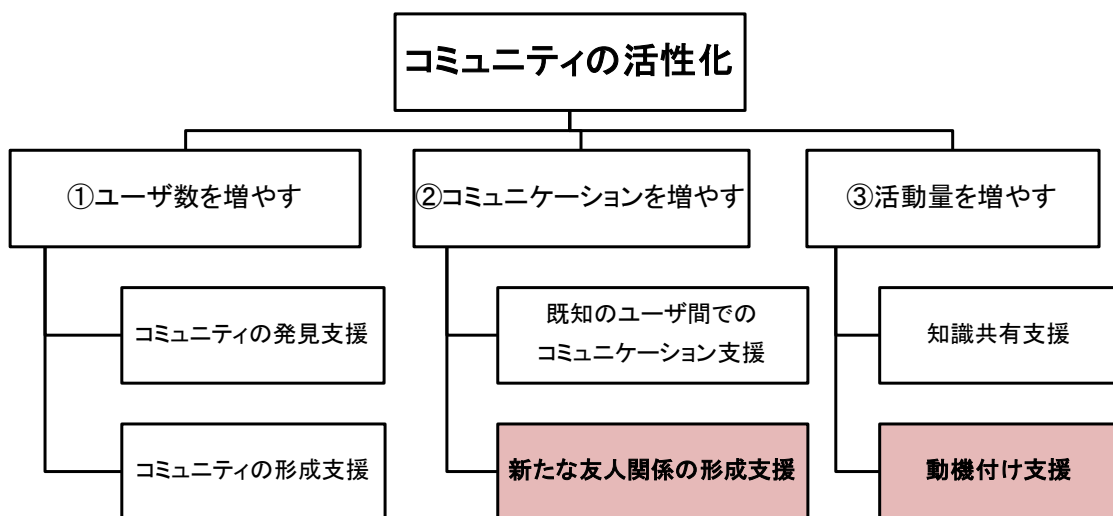 コミュニティの活性化
①ユーザ数を増やす
②コミュニケーションを増やす
③活動量を増やす
コミュニティの発見支援
既知のユーザ間での
コミュニケーション支援
知識共有支援
コミュニティの形成支援
新たな友人関係の形成支援
動機付け支援